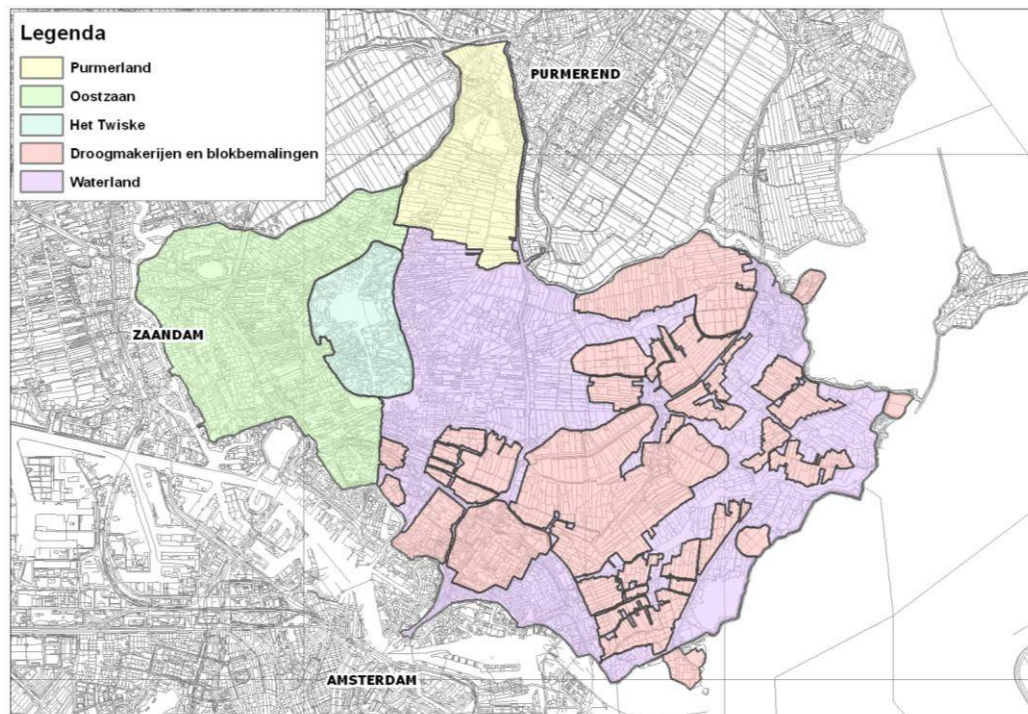 Legenda
Purmerland
Oostzaan
Het Twiske
Droogmakerijen en blokbemalingen
Waterland
PURMEREND
ZAANDAM
AMSTERDAM